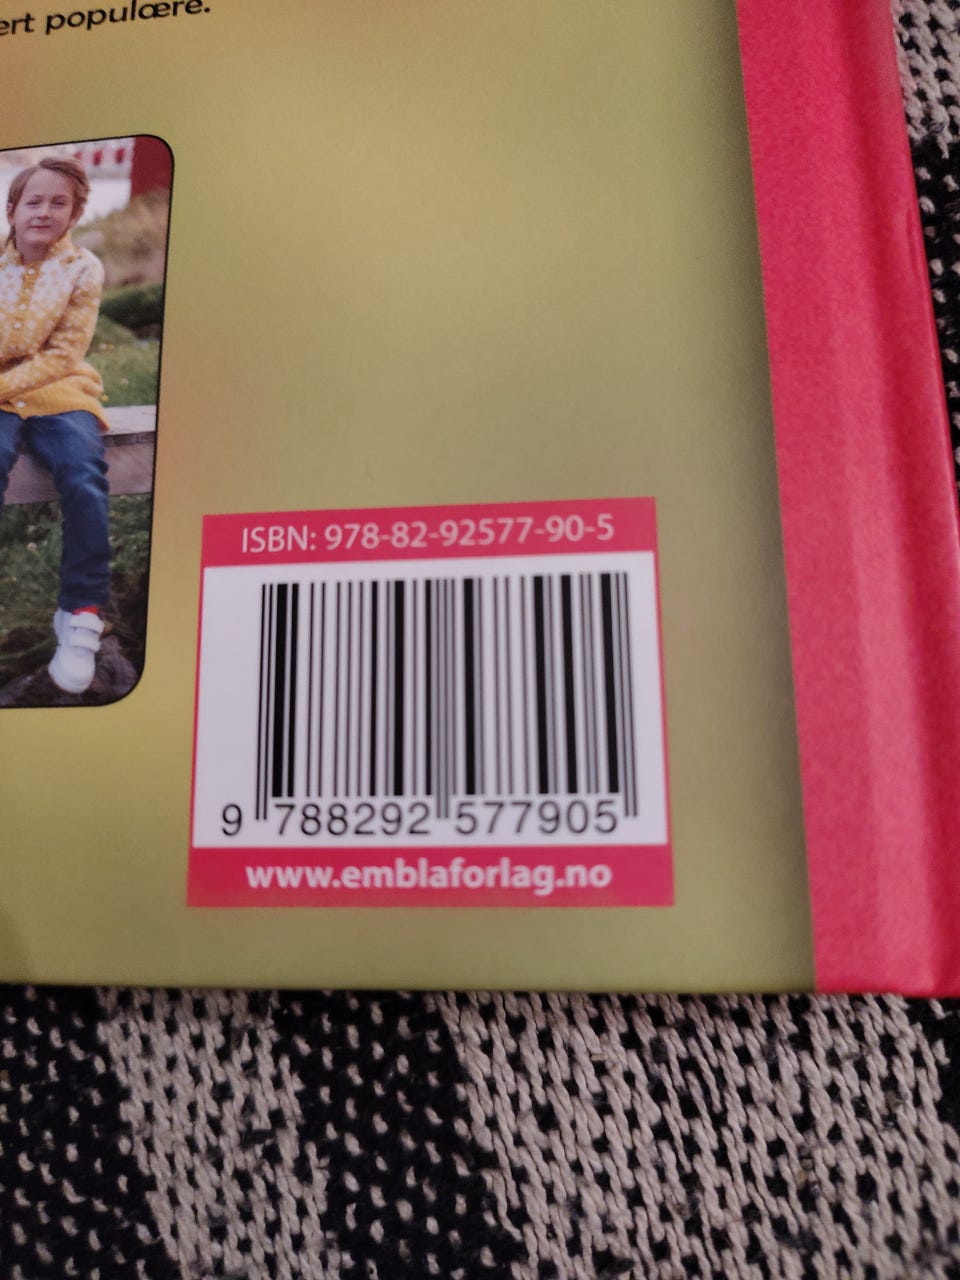 ert populære.
ISBN: 978-82-92577-90-5
9 788292 577905
www.emblaforlag.no